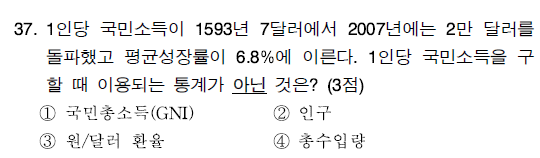 37. 1인당 국민소득이 1593년 7달러에서 2007년에는 2만 달러를
돌파했고 평균성장률이 6.8%에 이른다. 1인당 국민소득을 구
할 때 이용되는 통계가 아닌 것은? (3점)
① 국민총소득(GNI) ② 인구
③ 원/달러 환율 ④ 총수입량